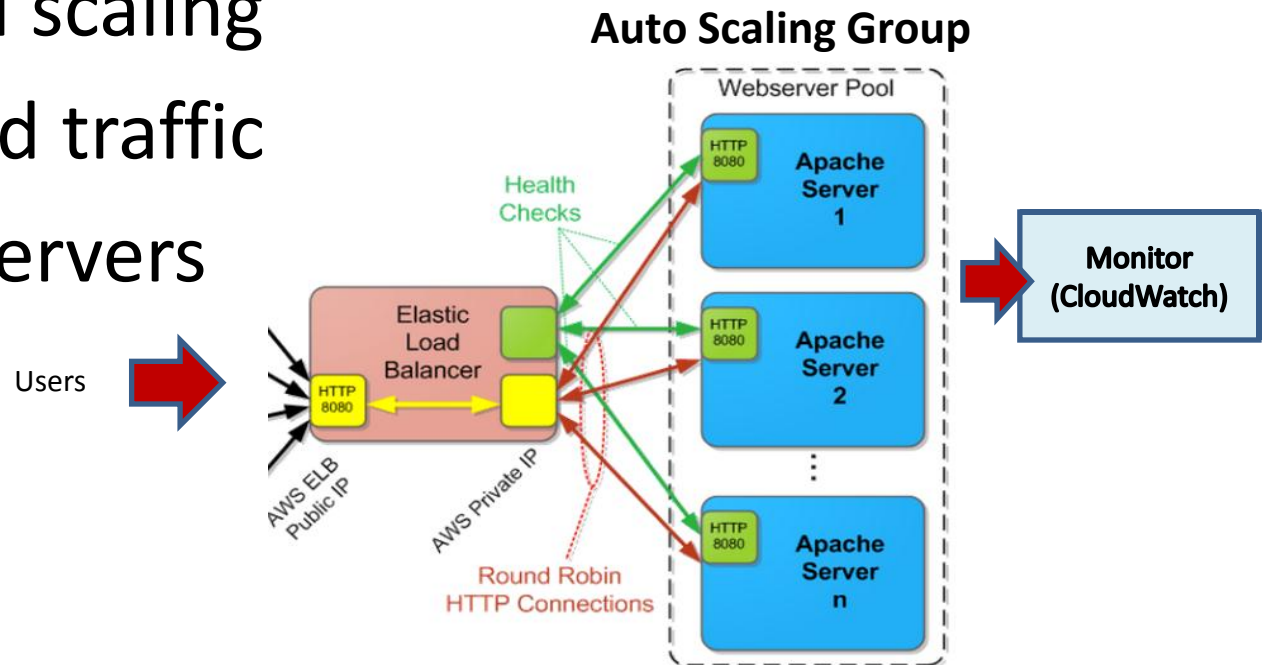 scaling
Auto Scaling Group
traffic
Webserver Pool
HTTP
8080
Apache
Server
1
Health
Checks
Monitor
(CloudWatch)
Elastic
Load
Balancer
HTTP
8080
Apache
Server
2
Users
HTTP
8080
AWS ELB
Public IP
AWS Private IP
HTTP
8080
Apache
Server
n
Round Robin
HTTP Connections